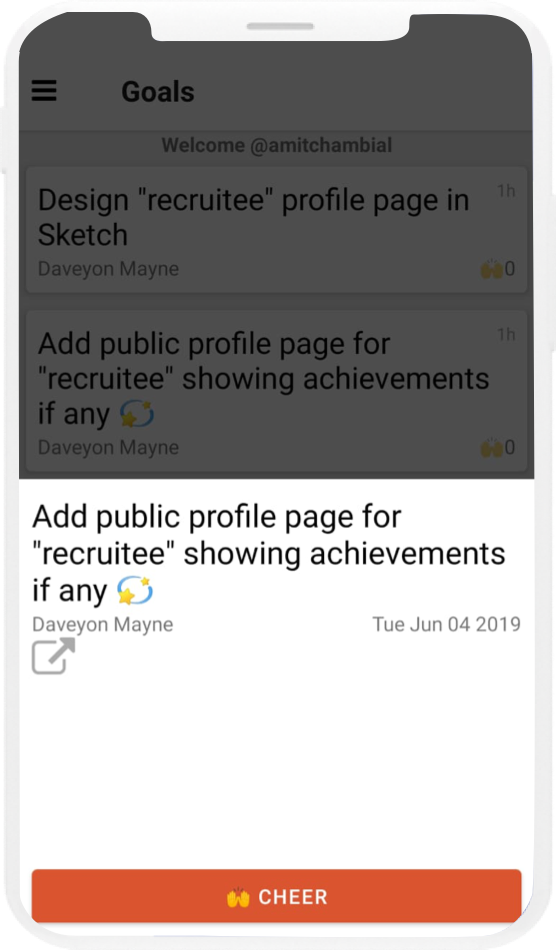 Goals
Welcome @amitchambial
Design "recruitee" profile page in
Sketch
1h
Daveyon Mayne
🙌0
Add public profile page for
"recruitee" showing achievements
if any 💫
1h
Daveyon Mayne
🙌0
Add public profile page for
"recruitee" showing achievements
if any 💫
Daveyon Mayne
Tue Jun 04 2019
🙌 CHEER